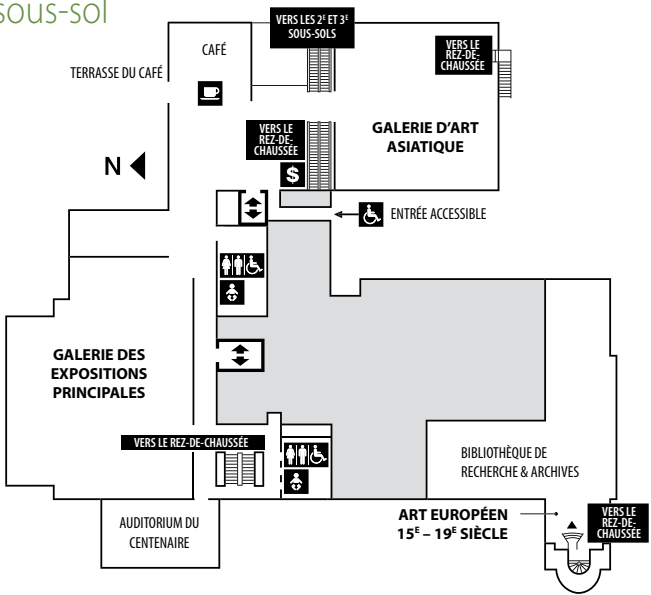 sous-sol
VERS LES 2E ET 3E
SOUS-SOLS
CAFÉ
TERRASSE DU CAFÉ
VERS LE
REZ-DE-
CHAUSSÉE
VERS LE
REZ-DE-
CHAUSSÉE
$
GALERIE D'ART
ASIATIQUE
N
ENTRÉE ACCESSIBLE
GALERIE DES
EXPOSITIONS
PRINCIPALES
VERS LE REZ-DE-CHAUSSÉE
BIBLIOTHÈQUE DE
RECHERCHE & ARCHIVES
AUDITORIUM DU
CENTENAIRE
ART EUROPÉEN
15E – 19E SIÈCLE
VERS LE
REZ-DE-
CHAUSSÉE